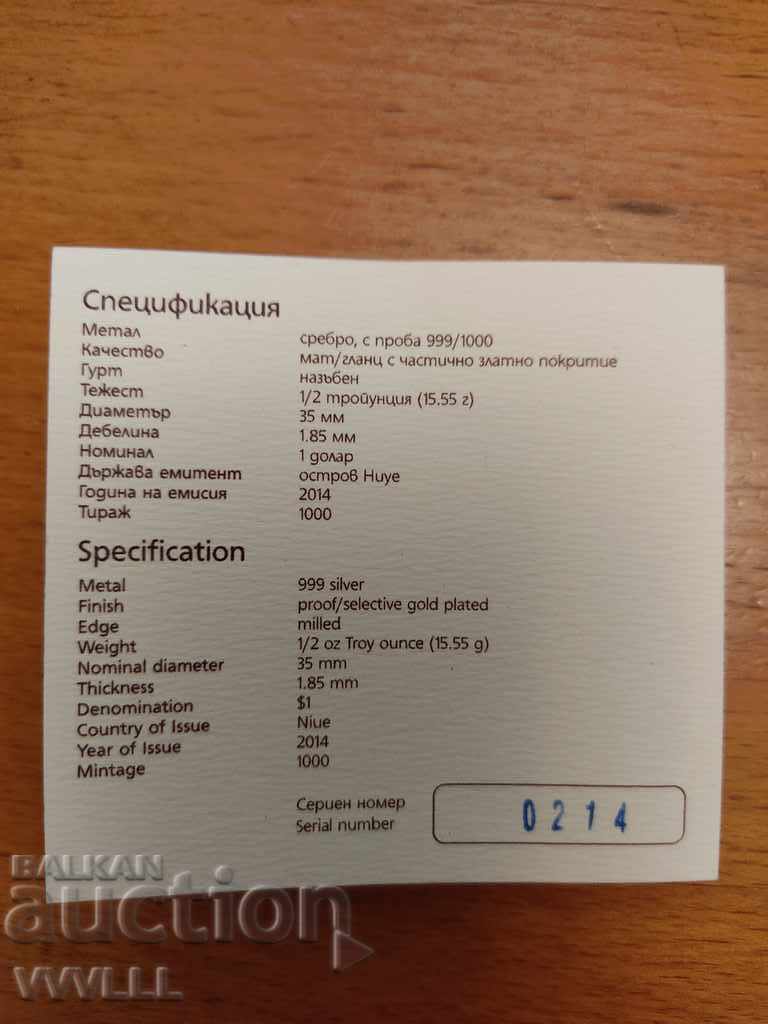 Спецификация
Метал сребро, с проба 999/1000
Качество мат/гланц с частично златно покритие
Гурт назъбен
Тежест 1/2 тройунция (15.55 г)
Диаметър 35 мм
Дебелина 1.85 мм
Номинал 1 долар
Държава емитент остров Ниуе
Година на емисия 2014
Тираж 1000
Specification
Metal 999 silver
Finish proof/selective gold plated
Edge milled
Weight 1/2 oz Troy ounce (15.55 g)
Nominal diameter 35 mm
Thickness 1.85 mm
Denomination $1
Country of Issue Niue
Year of Issue 2014
Mintage 1000
Сериен номер
Serial number 0214
BALKAN
auction
VVVLLL